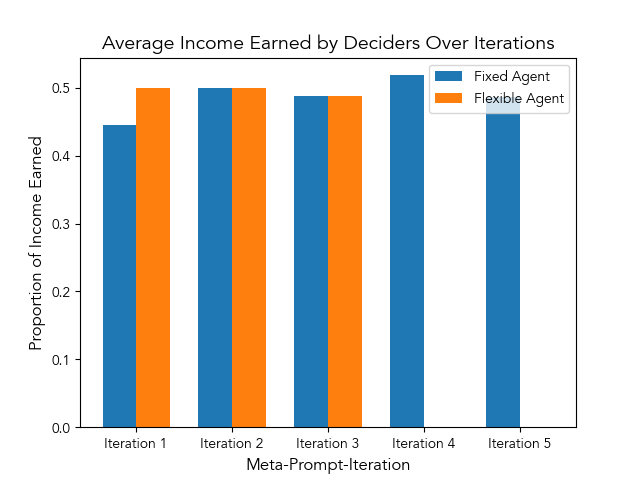 Average Income Earned by Deciders Over Iterations
Fixed Agent
Flexible Agent
Proportion of Income Earned
0.5
0.4
0.3
0.2
0.1
0.0
Iteration 1
Iteration 2
Iteration 3
Iteration 4
Iteration 5
Meta-Prompt-Iteration